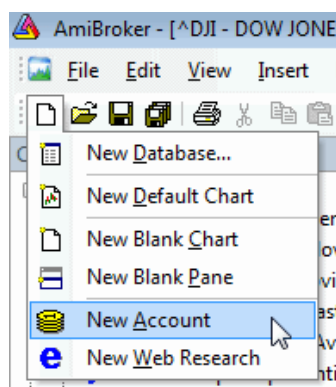 AmiBroker - [^DJI - DOW JONE
File Edit View Insert
New Database...
New Default Chart
New Blank Chart
New Blank Pane
New Account
New Web Research